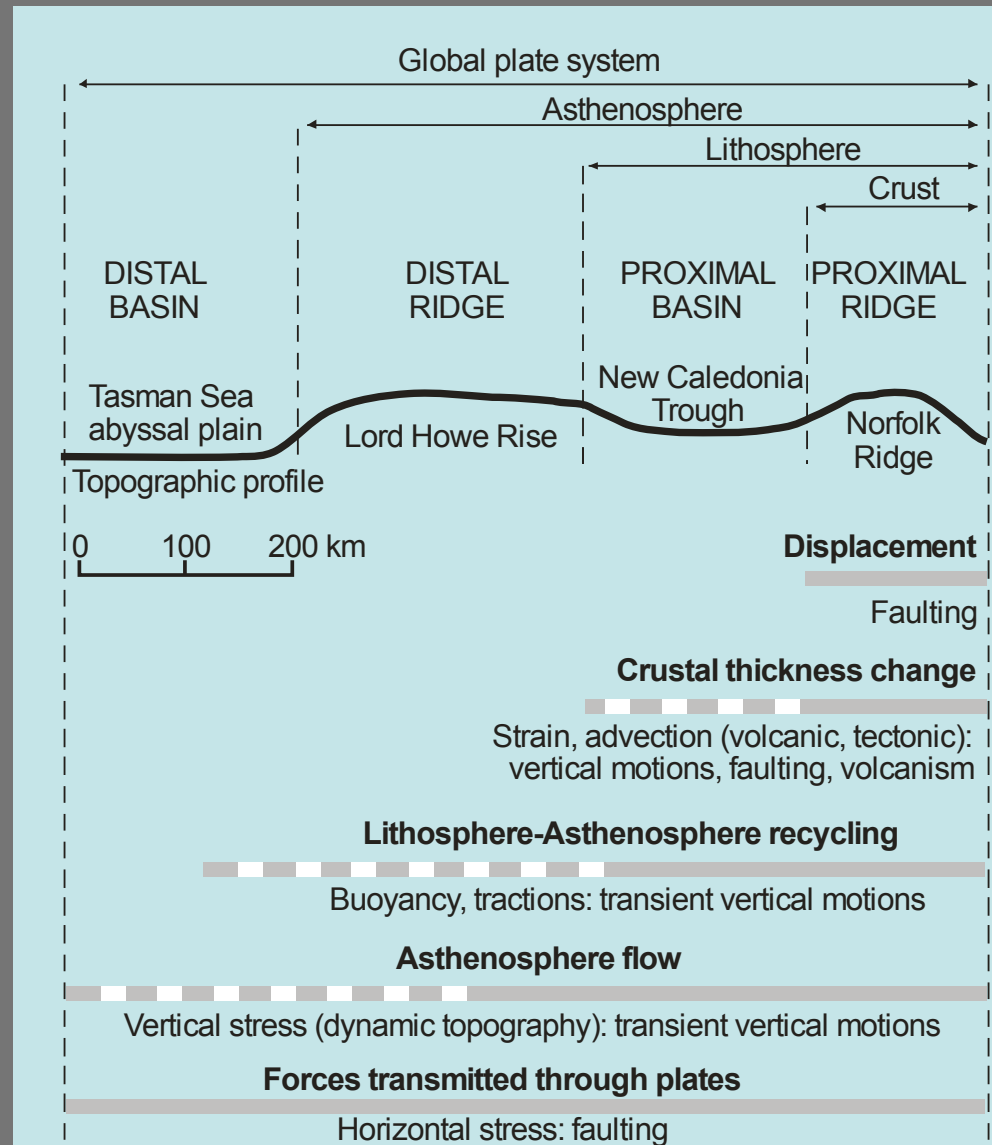 Global plate system
Asthenosphere
Lithosphere
Crust
DISTAL
BASIN
DISTAL
RIDGE
PROXIMAL
BASIN
PROXIMAL
RIDGE
Tasman Sea
abyssal plain
Lord Howe Rise
New Caledonia
Trough
Norfolk
Ridge
Topographic profile
0 100 200 km
Displacement
Faulting
Crustal thickness change
Strain, advection (volcanic, tectonic):
vertical motions, faulting, volcanism
Lithosphere-Asthenosphere recycling
Buoyancy, tractions: transient vertical motions
Asthenosphere flow
Vertical stress (dynamic topography): transient vertical motions
Forces transmitted through plates
Horizontal stress: faulting